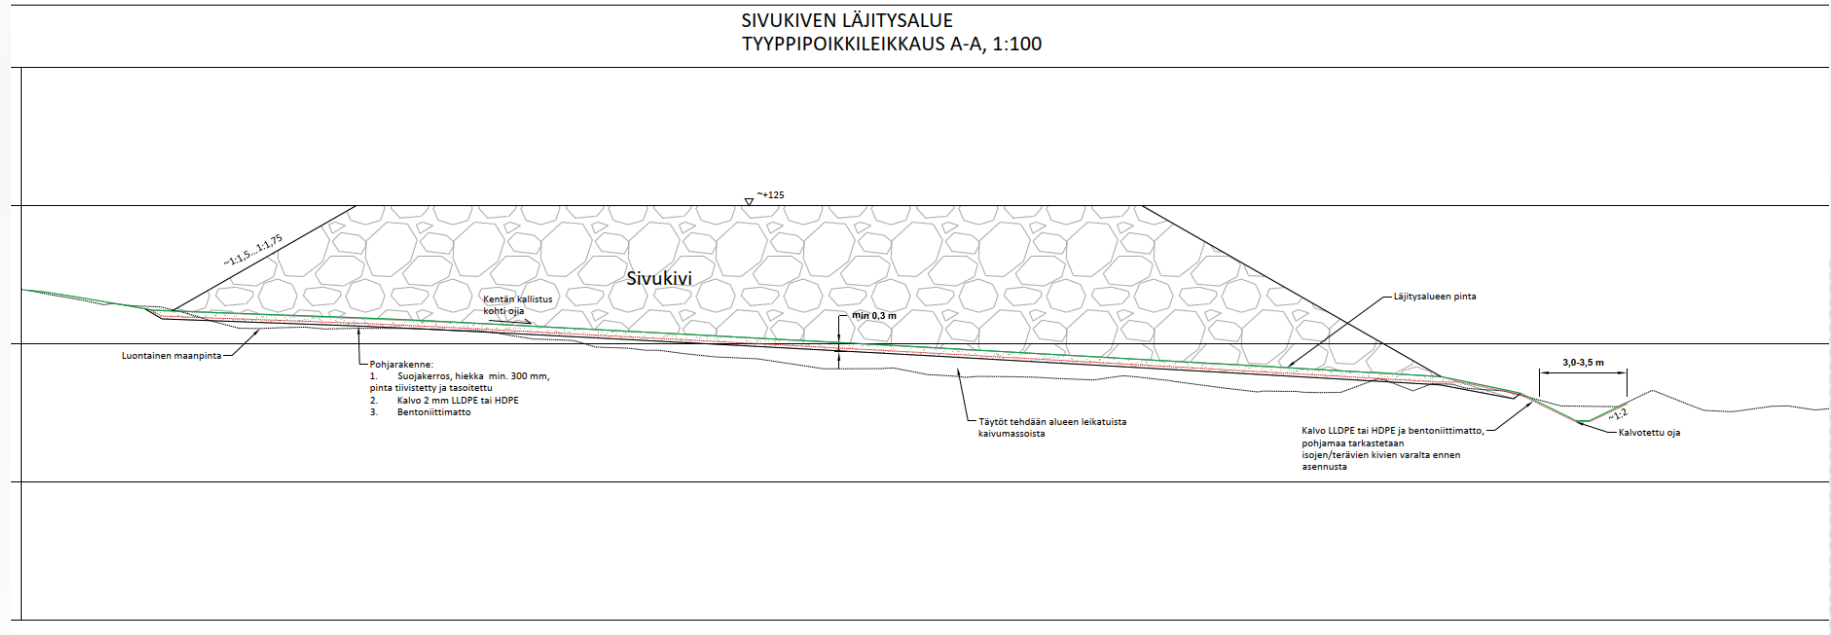 SIVUKIVEN LÄJITYSALUE
TYYPPIPOIKKILEIKKAUS A-A, 1:100
~+125
~1:1,5...1:1,75
Sivukivi
Kentän kallistus
kohti ojia
min 0,3 m
Läjitysalueen pinta
Luontainen maanpinta
Pohjarakenne:
1. Suojakerros, hiekka min. 300 mm,
pinta tiivistetty ja tasoitettu
2. Kalvo 2 mm LLDPE tai HDPE
3. Bentoniittimatto
3,0-3,5 m
~1:2
Täytöt tehdään alueen leikatuista
kaivumassoista
Kalvo LLDPE tai HDPE ja bentoniittimatto,
pohjamaa tarkastetaan
isojen/terävien kivien varalta ennen
asennusta
Kalvotettu oja